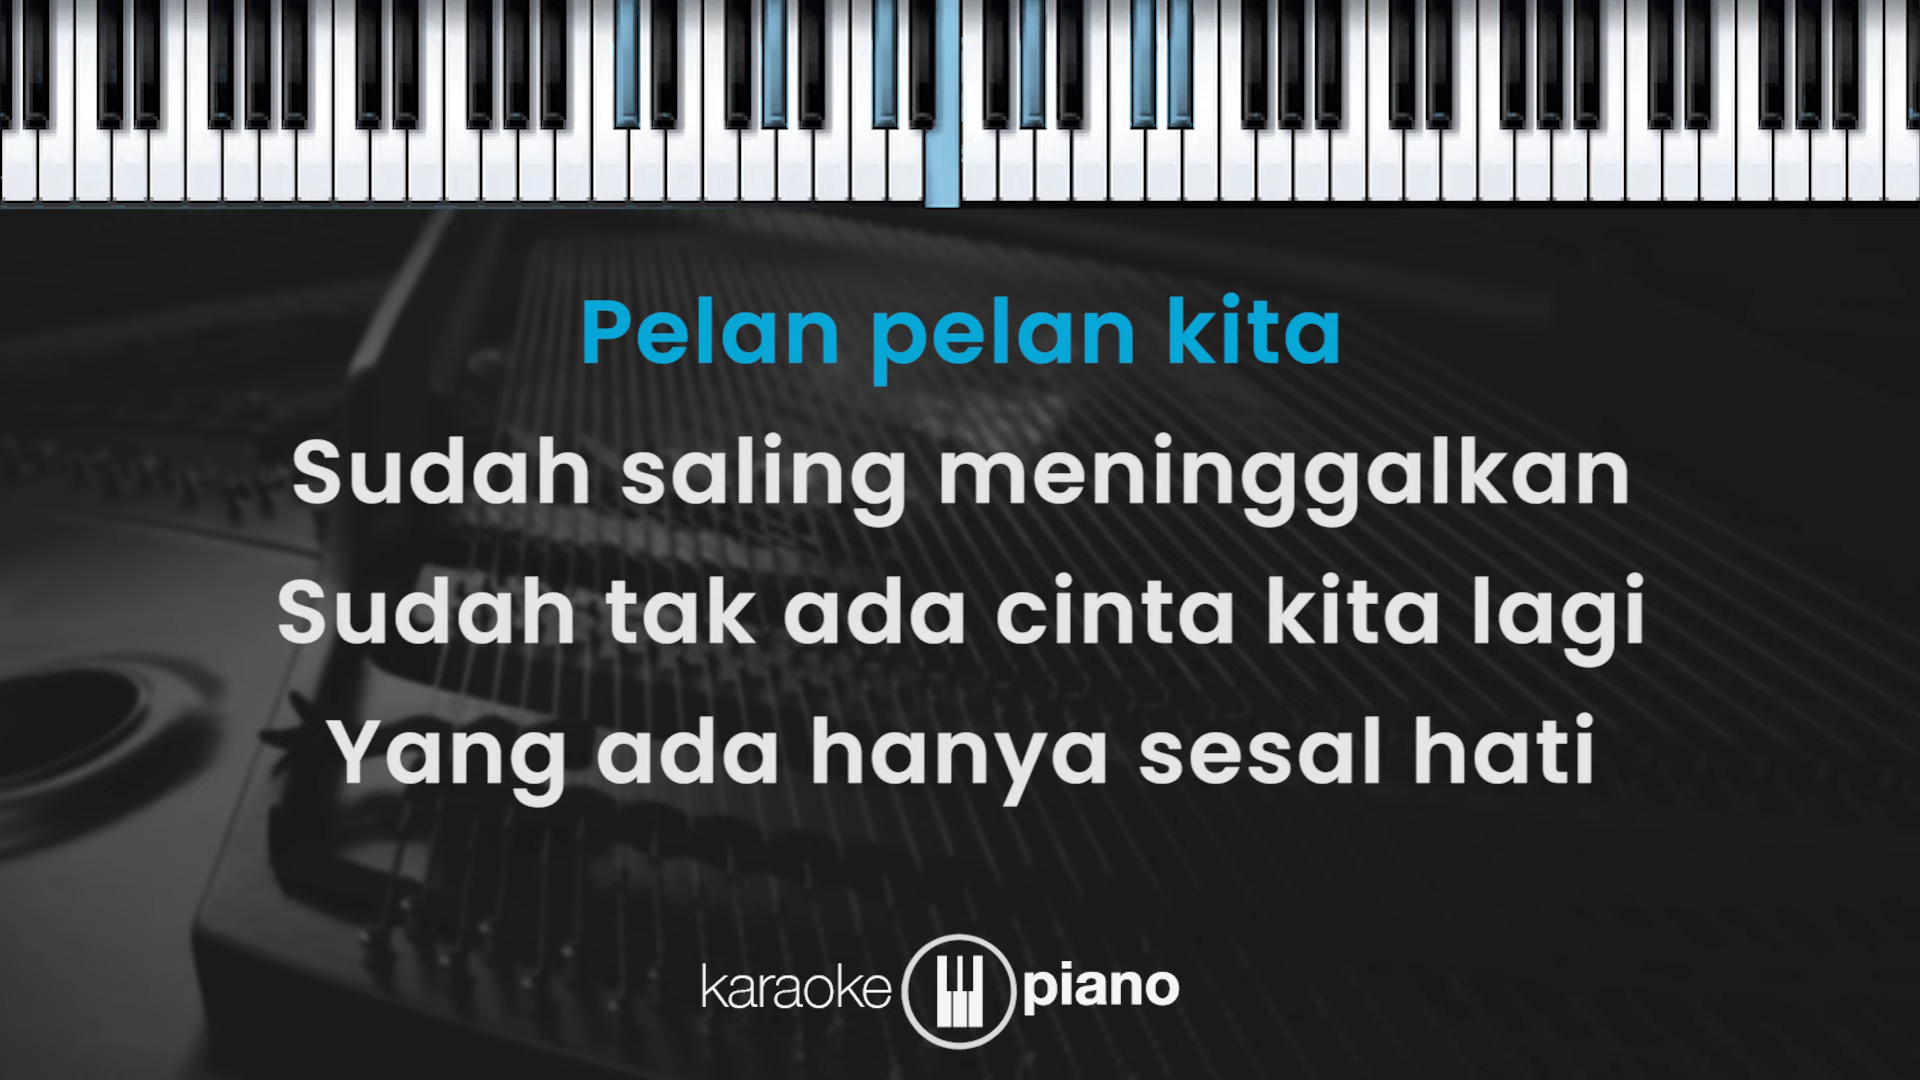 Pelan pelan kita
Sudah saling meninggalkan
Sudah tak ada cinta kita lagi
Yang ada hanya sesal hati
karaoke piano